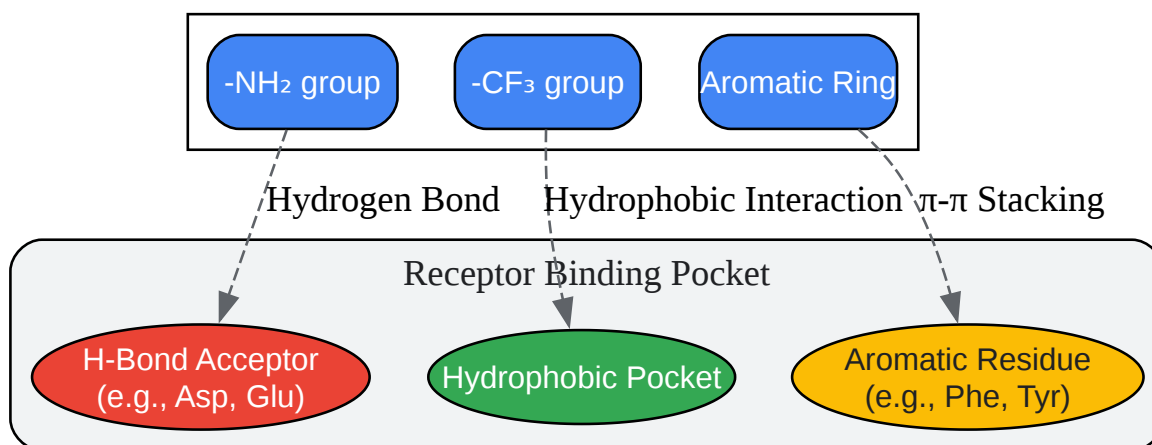 -NH₂ group
-CF₃ group
Aromatic Ring
Hydrogen Bond
Hydrophobic Interaction
π-π Stacking
Receptor Binding Pocket
H-Bond Acceptor
(e.g., Asp, Glu)
Hydrophobic Pocket
Aromatic Residue
(e.g., Phe, Tyr)